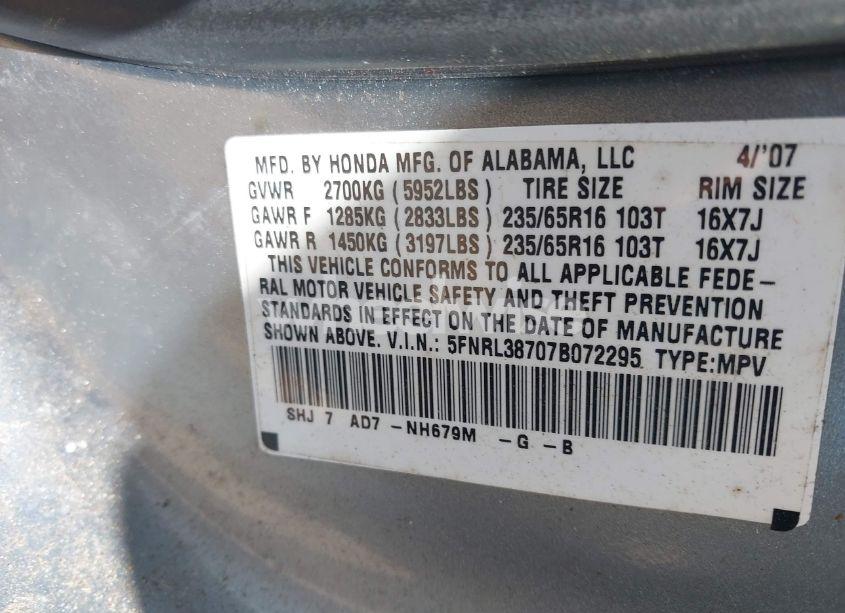 MFD. BY HONDA MFG. OF ALABAMA, LLC 4/'07
GVWR 2700KG (5952LBS) TIRE SIZE RIM SIZE
GAWR F 1285KG (2833LBS) 235/65R16 103T 16X7J
GAWR R 1450KG (3197LBS) 235/65R16 103T 16X7J
THIS VEHICLE CONFORMS TO ALL APPLICABLE FEDE-
RAL MOTOR VEHICLE SAFETY AND THEFT PREVENTION
STANDARDS IN EFFECT ON THE DATE OF MANUFACTURE
SHOWN ABOVE. V.I.N.: 5FNRL38707B072295 TYPE:MPV
SHJ 7 AD7 -NH679M -G -B